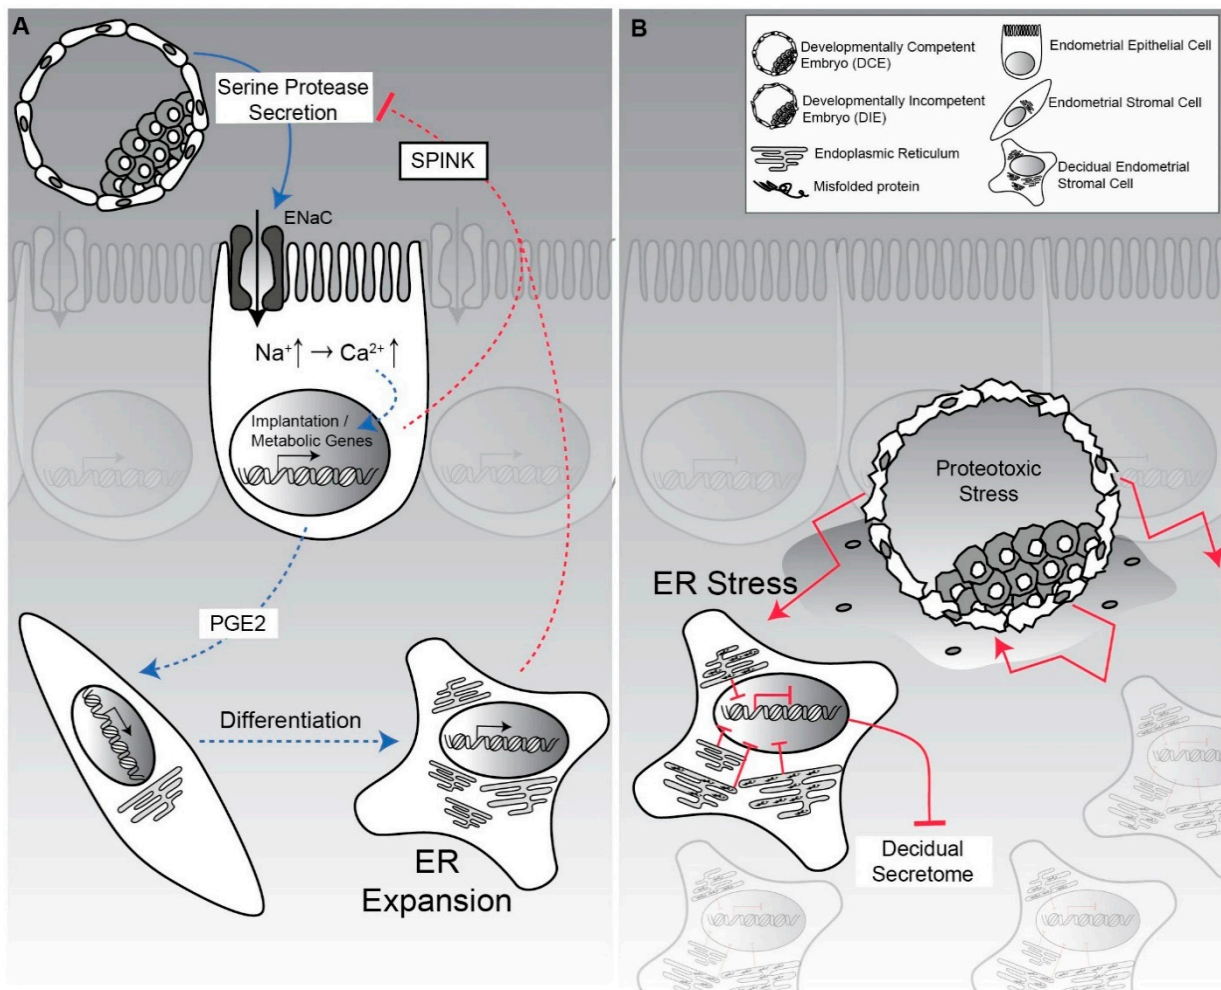 A
Serine Protease
Secretion
SPINK
ENaC
Na⁺↑ → Ca²⁺↑
Implantation /
Metabolic Genes
PGE2
Differentiation
ER
Expansion
B
Developmentally Competent
Embryo (DCE)
Developmentally Incompetent
Embryo (DIE)
Endoplasmic Reticulum
Misfolded protein
Endometrial Epithelial Cell
Endometrial Stromal Cell
Decidual Endometrial
Stromal Cell
Proteotoxic
Stress
ER Stress
Decidual
Secretome